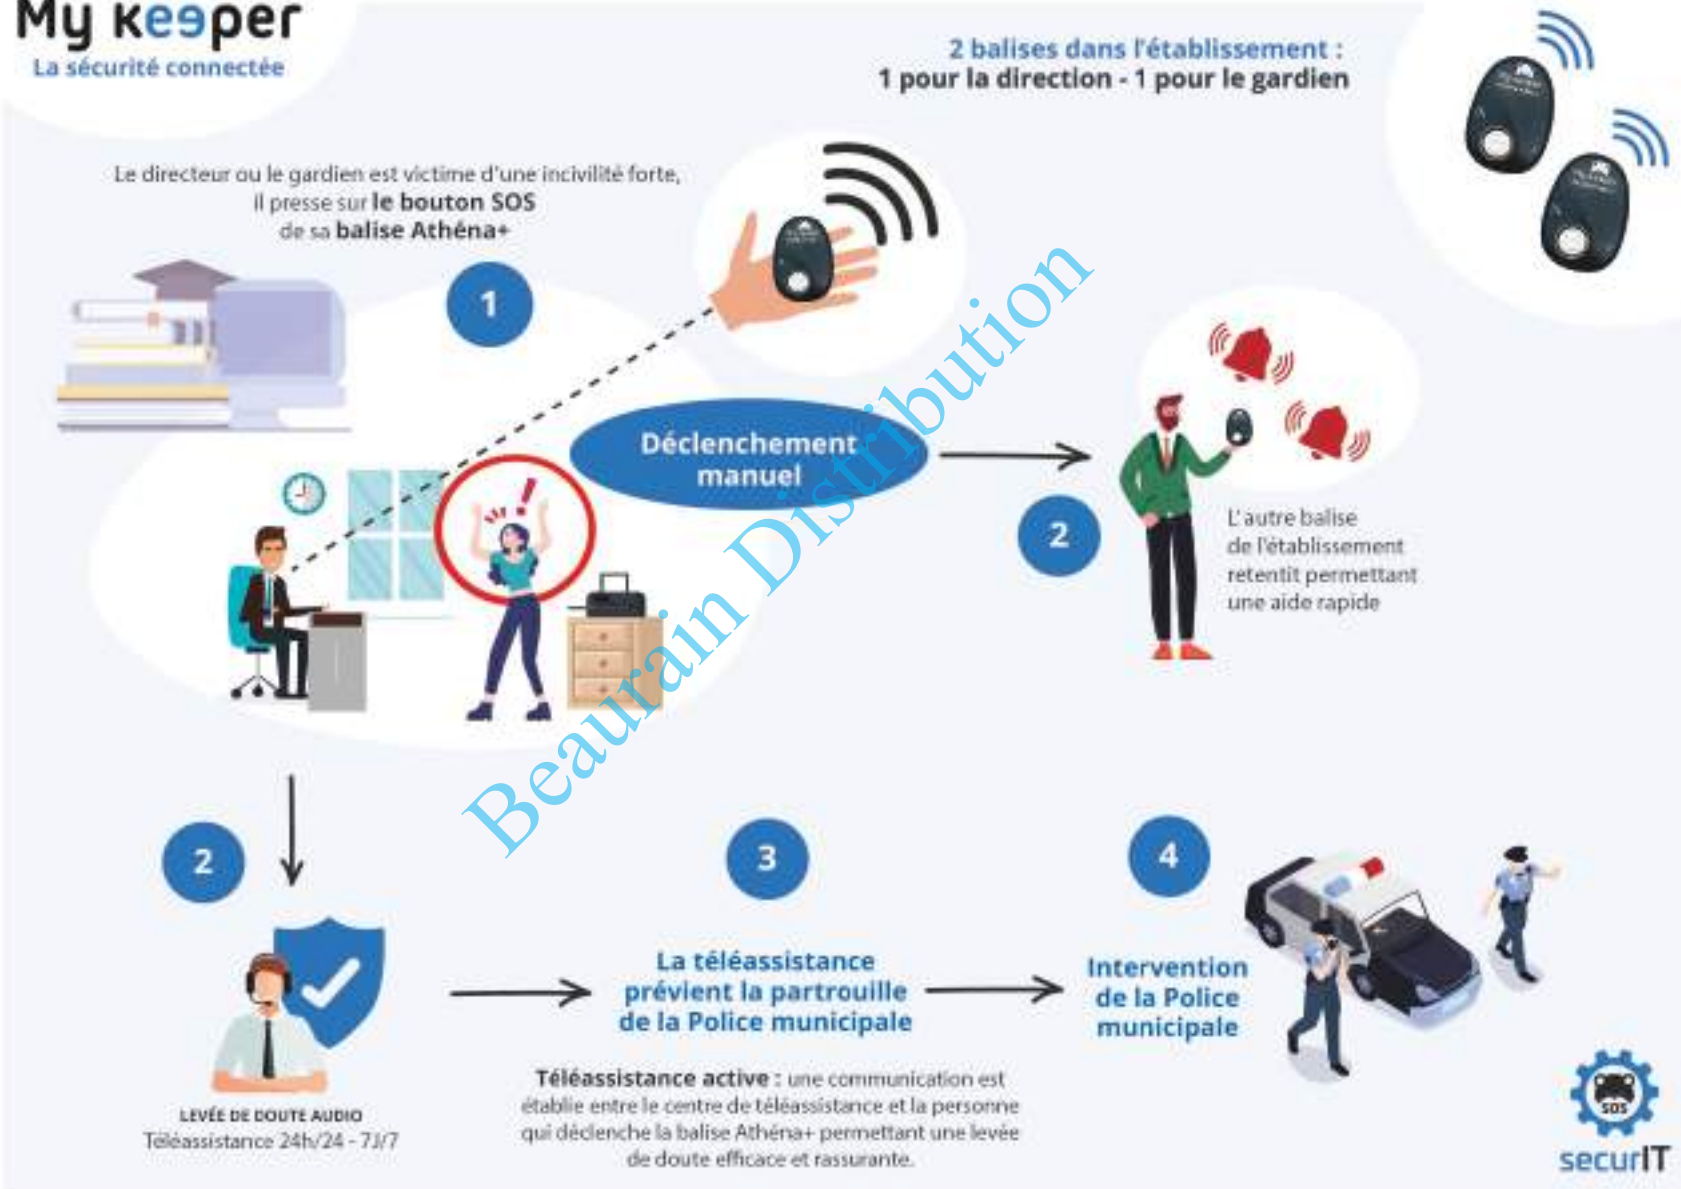 My keeper
La sécurité connectée
2 balises dans l'établissement :
1 pour la direction - 1 pour le gardien
Le directeur ou le gardien est victime d'une incivilité forte,
il presse sur le bouton SOS
de sa balise Athéna+
1
Déclenchement
manuel
2
L'autre balise
de l'établissement
retentit permettant
une aide rapide
Beaurain Distribution
2
LEVÉE DE DOUTE AUDIO
Téléassistance 24h/24 - 7J/7
3
La téléassistance
prévient la partrouille
de la Police municipale
Téléassistance active : une communication est
établie entre le centre de téléassistance et la personne
qui déclenche la balise Athéna+ permettant une levée
de doute efficace et rassurante.
4
Intervention
de la Police
municipale
SOS
securIT